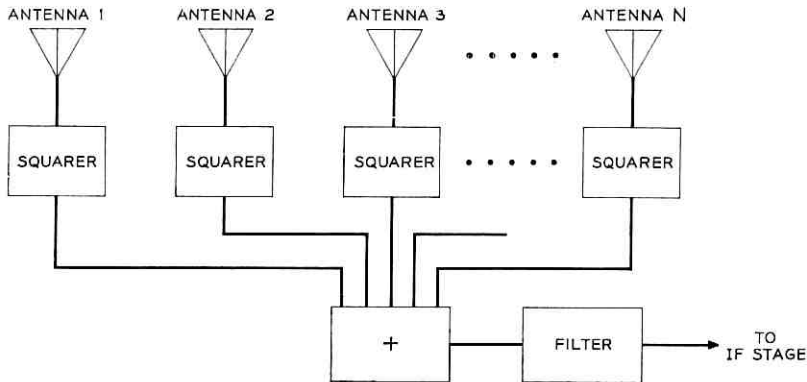 ANTENNA 1
ANTENNA 2
ANTENNA 3
ANTENNA N
SQUARER
SQUARER
SQUARER
SQUARER
+
FILTER
TO
IF STAGE